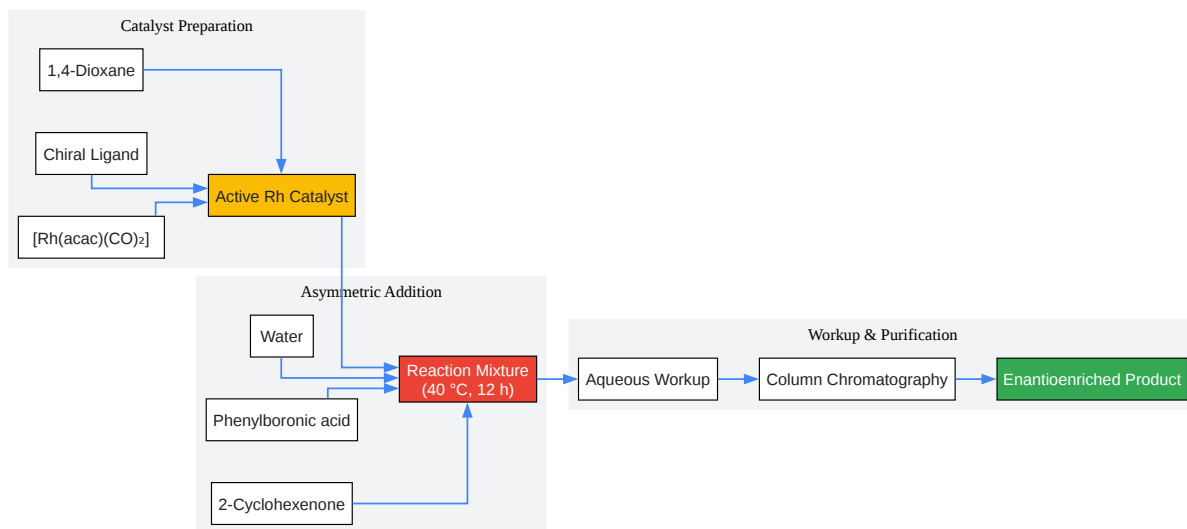 Catalyst Preparation
1,4-Dioxane
Chiral Ligand
Active Rh Catalyst
[Rh(acac)(CO)₂]
Asymmetric Addition
Water
Reaction Mixture
(40 °C, 12 h)
Phenylboronic acid
2-Cyclohexenone
Workup & Purification
Aqueous Workup
Column Chromatography
Enantioenriched Product